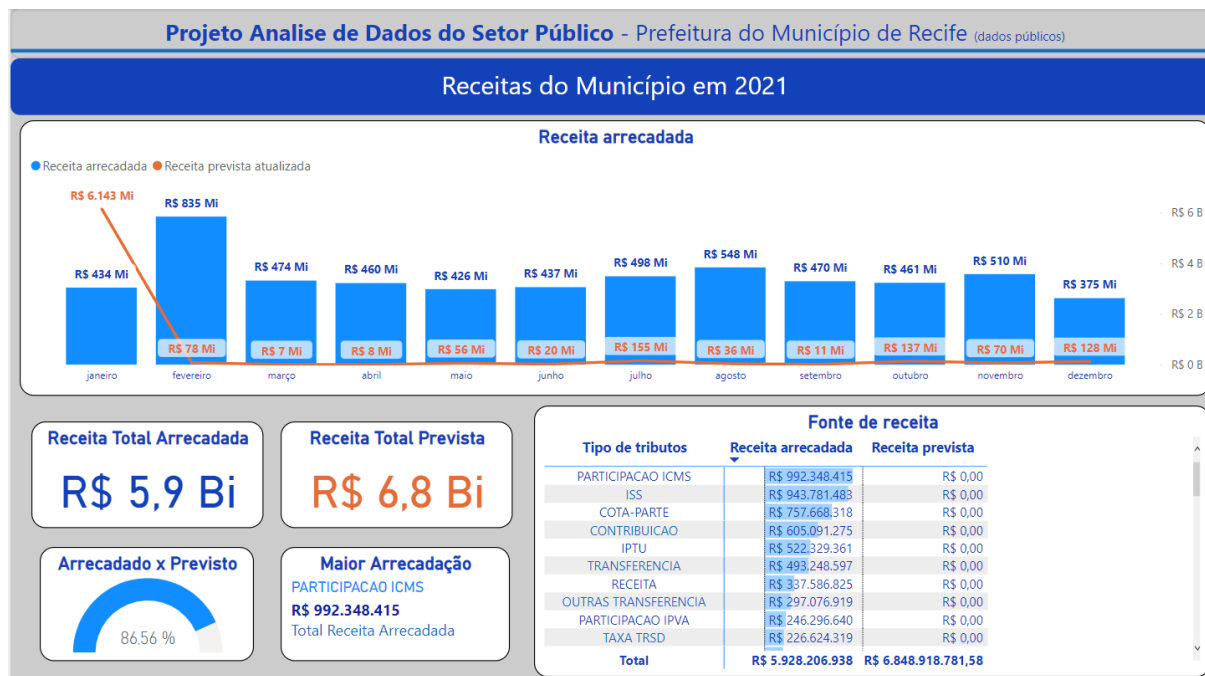 Projeto Analise de Dados do Setor Público - Prefeitura do Município de Recife (dados públicos)
Receitas do Município em 2021
Receita arrecadada
Receita arrecadada Receita prevista atualizada
R$ 6.143 Mi
R$ 835 Mi
R$ 434 Mi
R$ 474 Mi
R$ 460 Mi
R$ 426 Mi
R$ 437 Mi
R$ 498 Mi
R$ 548 Mi
R$ 470 Mi
R$ 461 Mi
R$ 510 Mi
R$ 375 Mi
R$ 78 Mi
R$ 7 Mi
R$ 8 Mi
R$ 56 Mi
R$ 20 Mi
R$ 155 Mi
R$ 36 Mi
R$ 11 Mi
R$ 137 Mi
R$ 70 Mi
R$ 128 Mi
R$ 6 B
R$ 4 B
R$ 2 B
R$ 0 B
janeiro fevereiro março abril maio junho julho agosto setembro outubro novembro dezembro
Receita Total Arrecadada
R$ 5,9 Bi
Receita Total Prevista
R$ 6,8 Bi
Arrecadado x Previsto
86,56 %
Maior Arrecadação
PARTICIPACAO ICMS
R$ 992.348.415
Total Receita Arrecadada
Fonte de receita
Tipo de tributos Receita arrecadada Receita prevista
PARTICIPACAO ICMS R$ 992.348.415 R$ 0,00
ISS R$ 943.781.483 R$ 0,00
COTA-PARTE R$ 757.668.318 R$ 0,00
CONTRIBUICAO R$ 605.091.275 R$ 0,00
IPTU R$ 522.329.361 R$ 0,00
TRANSFERENCIA R$ 493.248.597 R$ 0,00
RECEITA R$ 337.586.825 R$ 0,00
OUTRAS TRANSFERENCIA R$ 297.076.919 R$ 0,00
PARTICIPACAO IPVA R$ 246.296.640 R$ 0,00
TAXA TRSD R$ 226.624.319 R$ 0,00
Total R$ 5.928.206.938 R$ 6.848.918.781,58